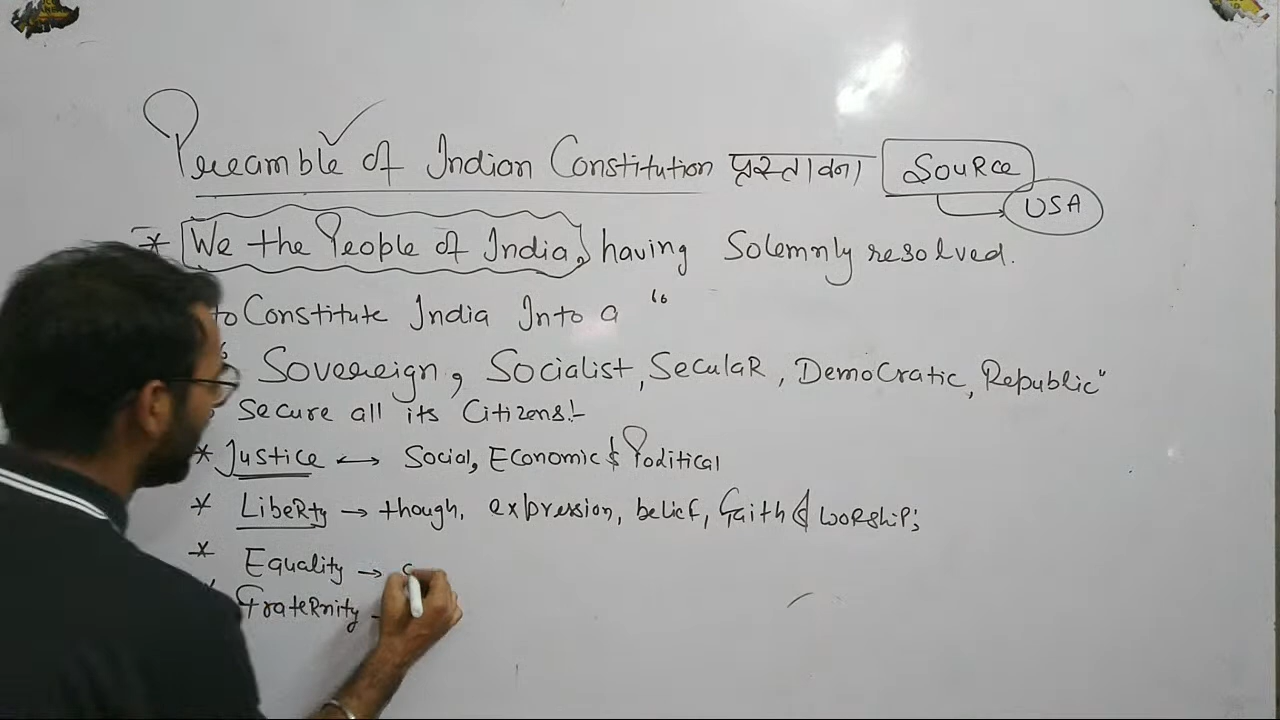 Preamble of Indian Constitution प्रस्तावना Source
USA
* We the People of India, having Solemnly resolved.
to Constitute India Into a "
Sovereign, Socialist, Secular, Democratic, Republic"
Secure all its Citizens!-
* Justice ↔ Social, Economic & Political
* Liberty → though, expression, belief, Faith & worship;
* Equality →
Fraternity -